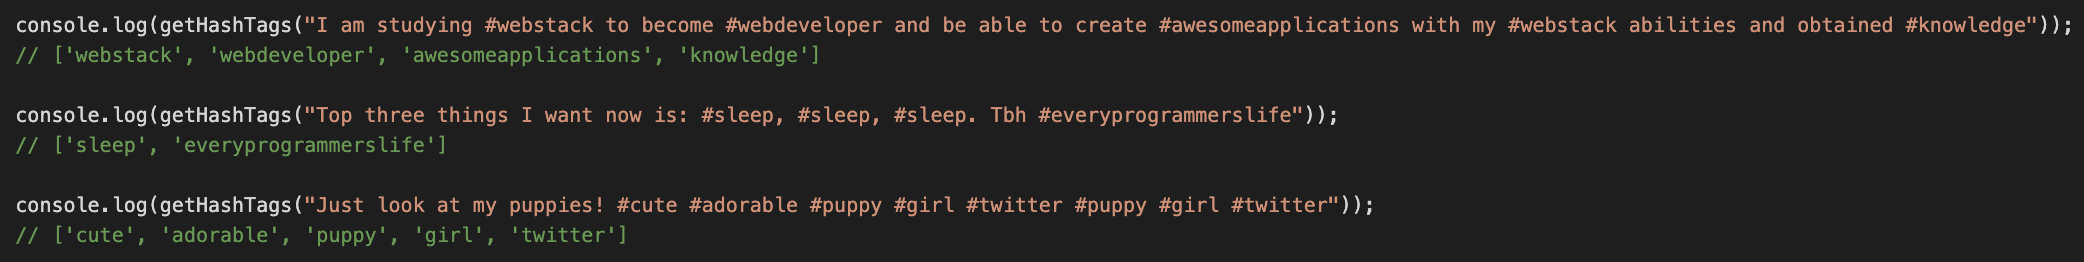 console.log(getHashTags("I am studying #webstack to become #webdeveloper and be able to create #awesomeapplications with my #webstack abilities and obtained #knowledge"));
// ['webstack', 'webdeveloper', 'awesomeapplications', 'knowledge']
console.log(getHashTags("Top three things I want now is: #sleep, #sleep, #sleep. Tbh #everyprogrammerslife"));
// ['sleep', 'everyprogrammerslife']
console.log(getHashTags("Just look at my puppies! #cute #adorable #puppy #girl #twitter #puppy #girl #twitter"));
// ['cute', 'adorable', 'puppy', 'girl', 'twitter']